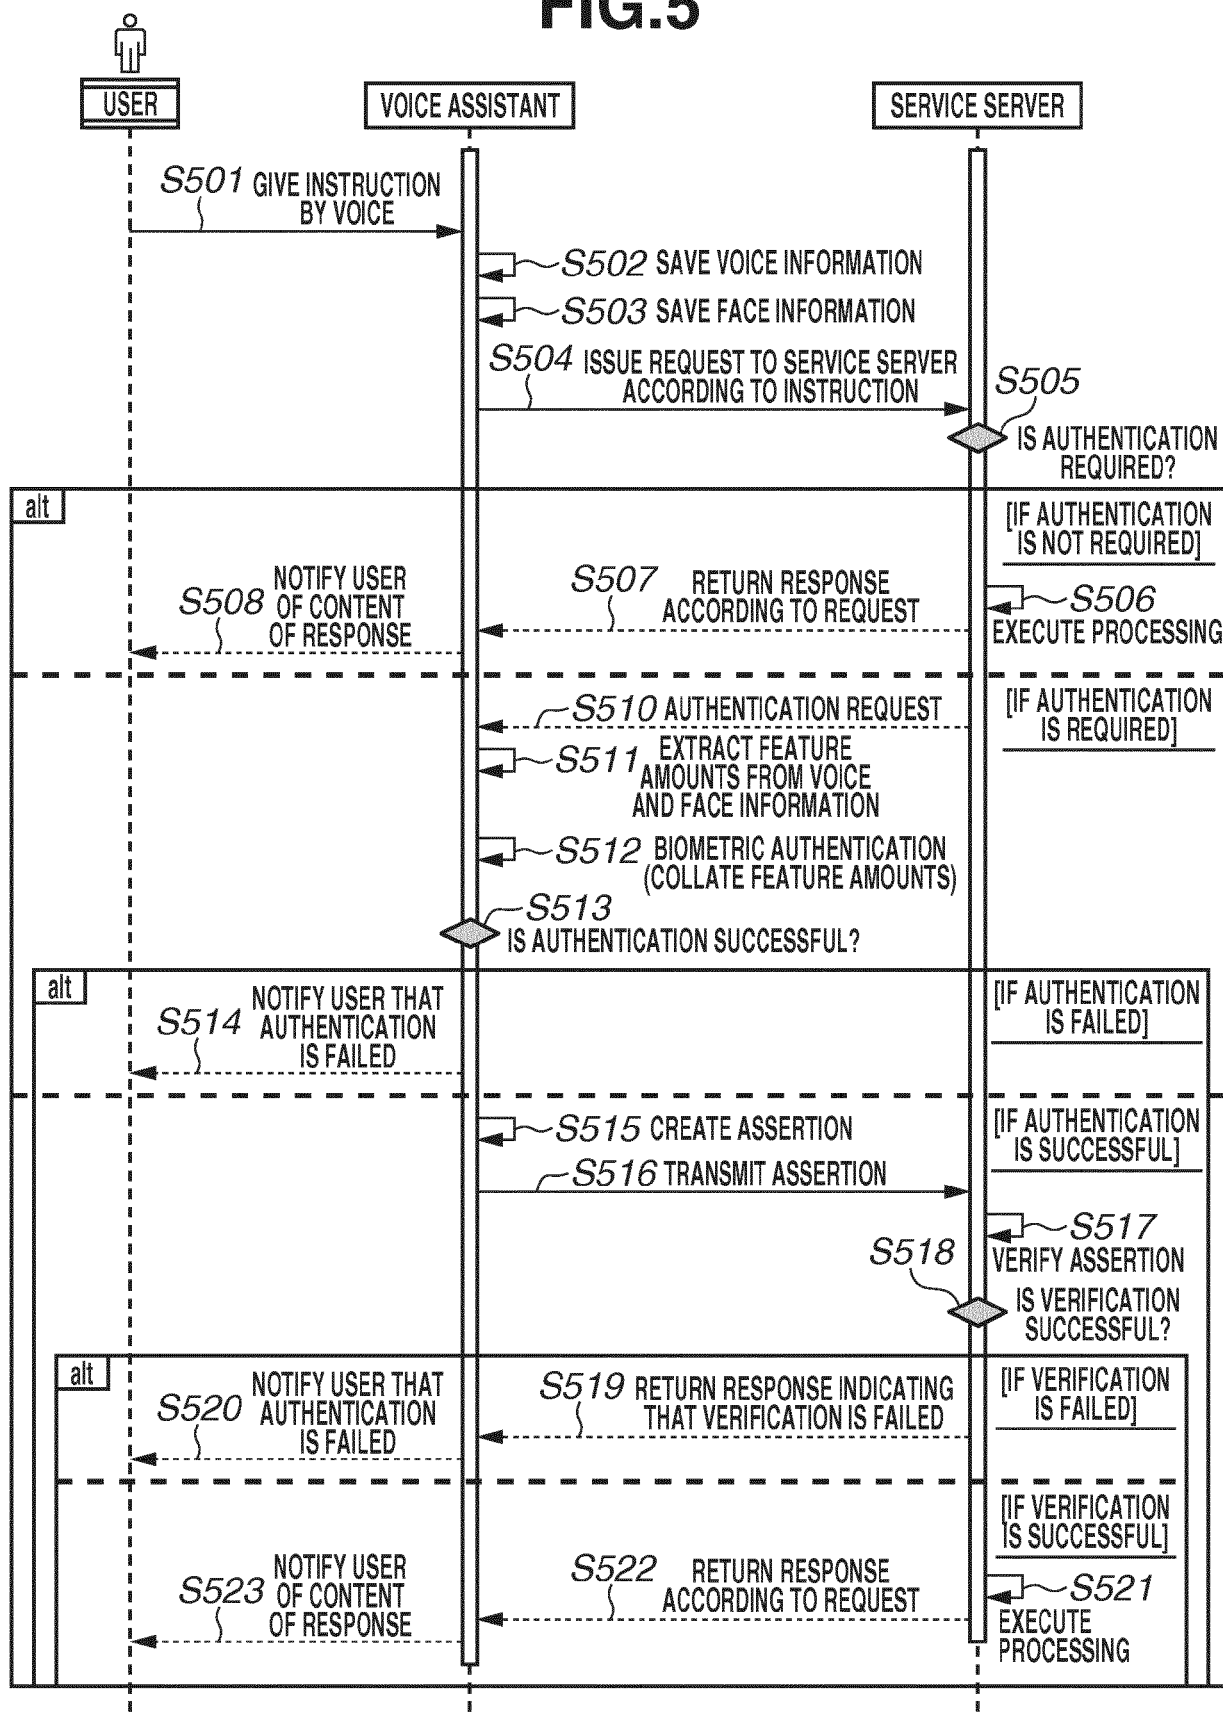 FIG.5
USER
VOICE ASSISTANT
SERVICE SERVER
S501 GIVE INSTRUCTION
BY VOICE
S502 SAVE VOICE INFORMATION
S503 SAVE FACE INFORMATION
S504 ISSUE REQUEST TO SERVICE SERVER
ACCORDING TO INSTRUCTION
S505
IS AUTHENTICATION
REQUIRED?
alt
[IF AUTHENTICATION
IS NOT REQUIRED]
S506
EXECUTE PROCESSING
S507 RETURN RESPONSE
ACCORDING TO REQUEST
S508 NOTIFY USER
OF CONTENT
OF RESPONSE
[IF AUTHENTICATION
IS REQUIRED]
S510 AUTHENTICATION REQUEST
S511 EXTRACT FEATURE
AMOUNTS FROM VOICE
AND FACE INFORMATION
S512 BIOMETRIC AUTHENTICATION
(COLLATE FEATURE AMOUNTS)
S513
IS AUTHENTICATION SUCCESSFUL?
alt
[IF AUTHENTICATION
IS FAILED]
S514 NOTIFY USER THAT
AUTHENTICATION
IS FAILED
[IF AUTHENTICATION
IS SUCCESSFUL]
S515 CREATE ASSERTION
S516 TRANSMIT ASSERTION
S517
VERIFY ASSERTION
S518
IS VERIFICATION
SUCCESSFUL?
alt
[IF VERIFICATION
IS FAILED]
S519 RETURN RESPONSE INDICATING
THAT VERIFICATION IS FAILED
S520 NOTIFY USER THAT
AUTHENTICATION
IS FAILED
[IF VERIFICATION
IS SUCCESSFUL]
S521
EXECUTE
PROCESSING
S522 RETURN RESPONSE
ACCORDING TO REQUEST
S523 NOTIFY USER
OF CONTENT
OF RESPONSE